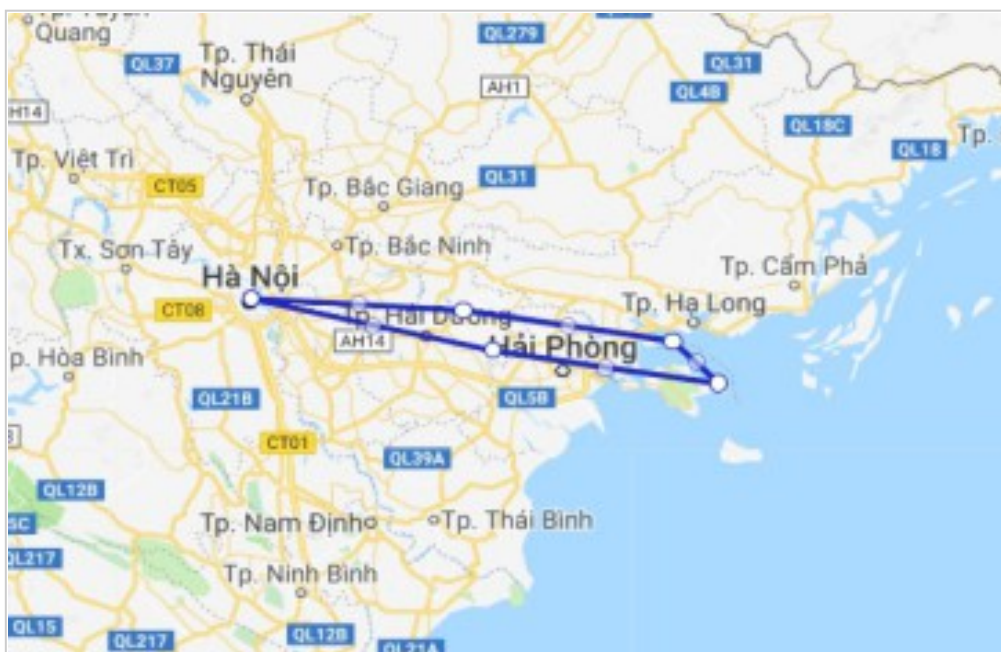 Quang
QL279
Tp. Thái
Nguyên
QL37
QL31
AH1
QL4B
AH14
QL18C
Tp.
QL18
Tp. Việt Trì
CT05
Tp. Bắc Giang
QL31
Tx. Sơn Tây
Tp. Bắc Ninh
Hà Nội
Tp. Cẩm Phả
CT08
Tp. Hạ Long
Tp. Hải Dương
AH14
Hải Phòng
p. Hòa Bình
QL21B
QL5B
CT01
QL39A
QL12B
5C
Tp. Nam Định
Tp. Thái Bình
QL217
Tp. Ninh Bình
QL15
QL217
QL12B
QL21A